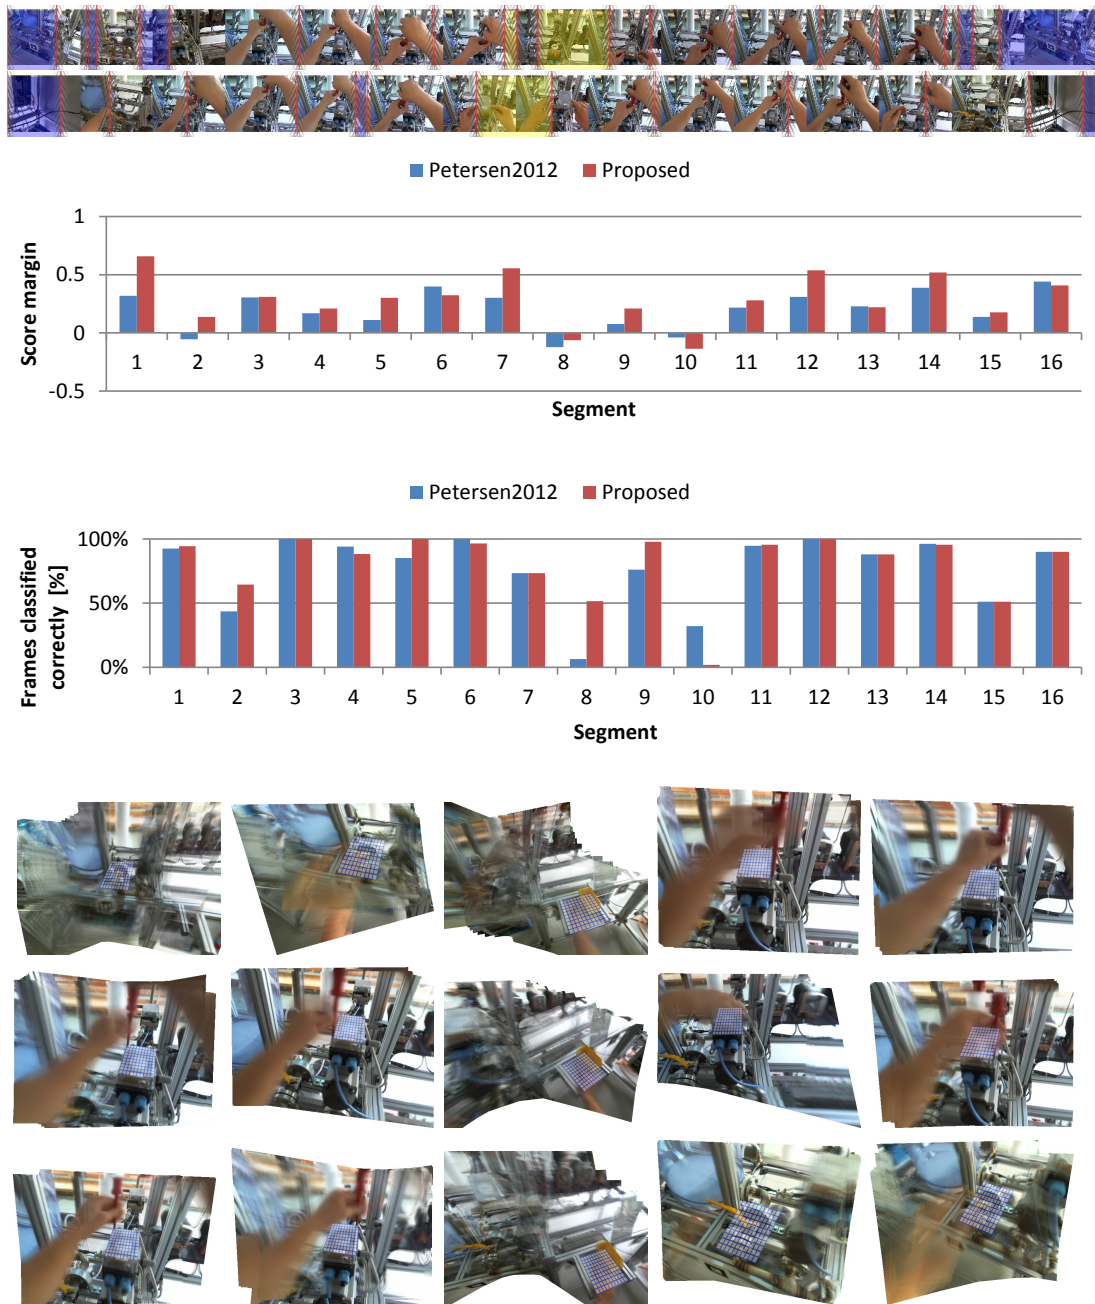 Petersen2012 Proposed
1
0.5
0
-0.5
Score margin
1 2 3 4 5 6 7 8 9 10 11 12 13 14 15 16
Segment
Petersen2012 Proposed
100%
50%
0%
Frames classified
correctly [%]
1 2 3 4 5 6 7 8 9 10 11 12 13 14 15 16
Segment